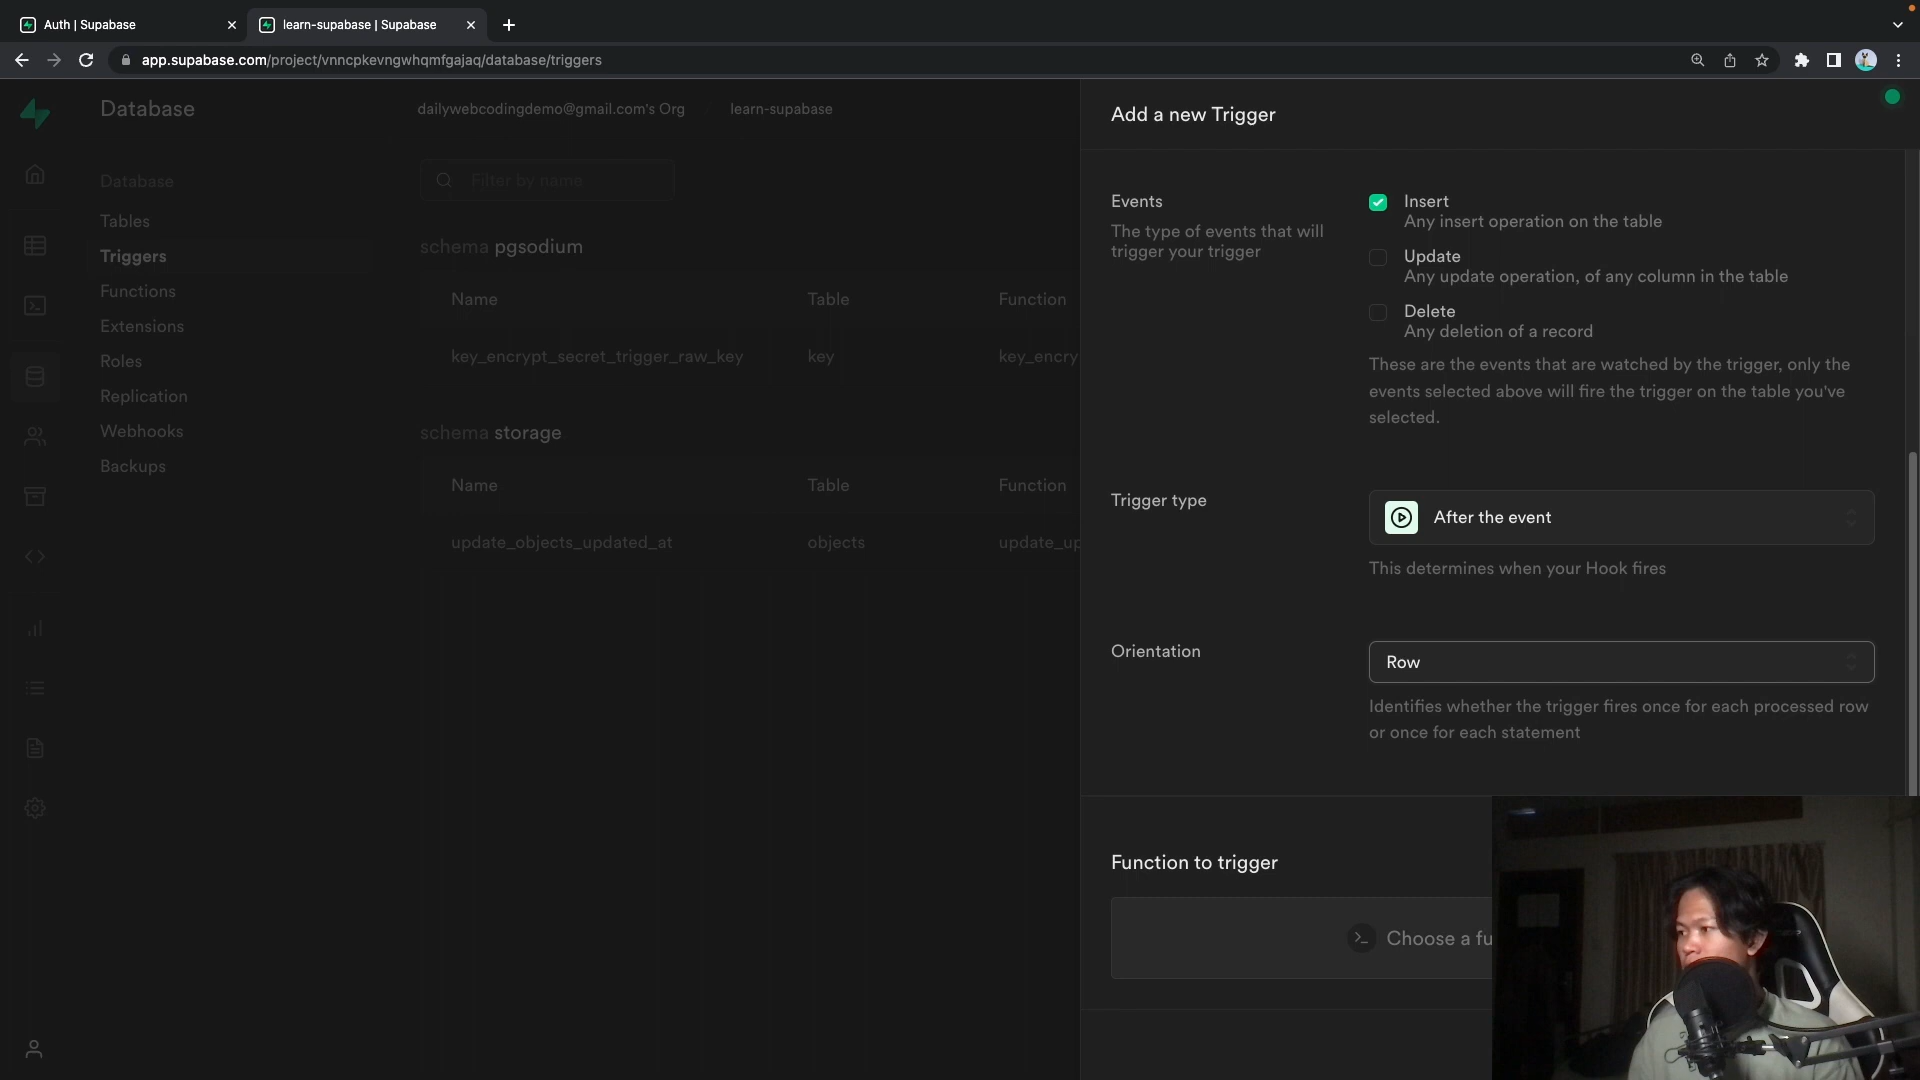 Auth | Supabase
learn-supabase | Supabase
app.supabase.com/project/vnncpkevngwhqmfgajaq/database/triggers
Database
dailywebcodingdemo@gmail.com's Org
learn-supabase
Database
Tables
Triggers
Functions
Extensions
Roles
Replication
Webhooks
Backups
Filter by name
schema pgsodium
Name Table Function
key_encrypt_secret_trigger_raw_key key key_encry
schema storage
Name Table Function
update_objects_updated_at objects update_up
Add a new Trigger
Events
The type of events that will
trigger your trigger
Insert
Any insert operation on the table
Update
Any update operation, of any column in the table
Delete
Any deletion of a record
These are the events that are watched by the trigger, only the
events selected above will fire the trigger on the table you've
selected.
Trigger type
After the event
This determines when your Hook fires
Orientation
Row
Identifies whether the trigger fires once for each processed row
or once for each statement
Function to trigger
Choose a fu